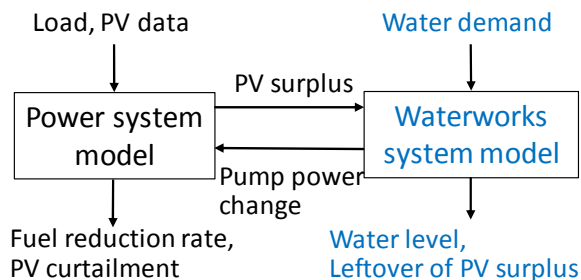 Load, PV data
Water demand
PV surplus
Power system
model
Waterworks
system model
Pump power
change
Fuel reduction rate,
PV curtailment
Water level,
Leftover of PV surplus